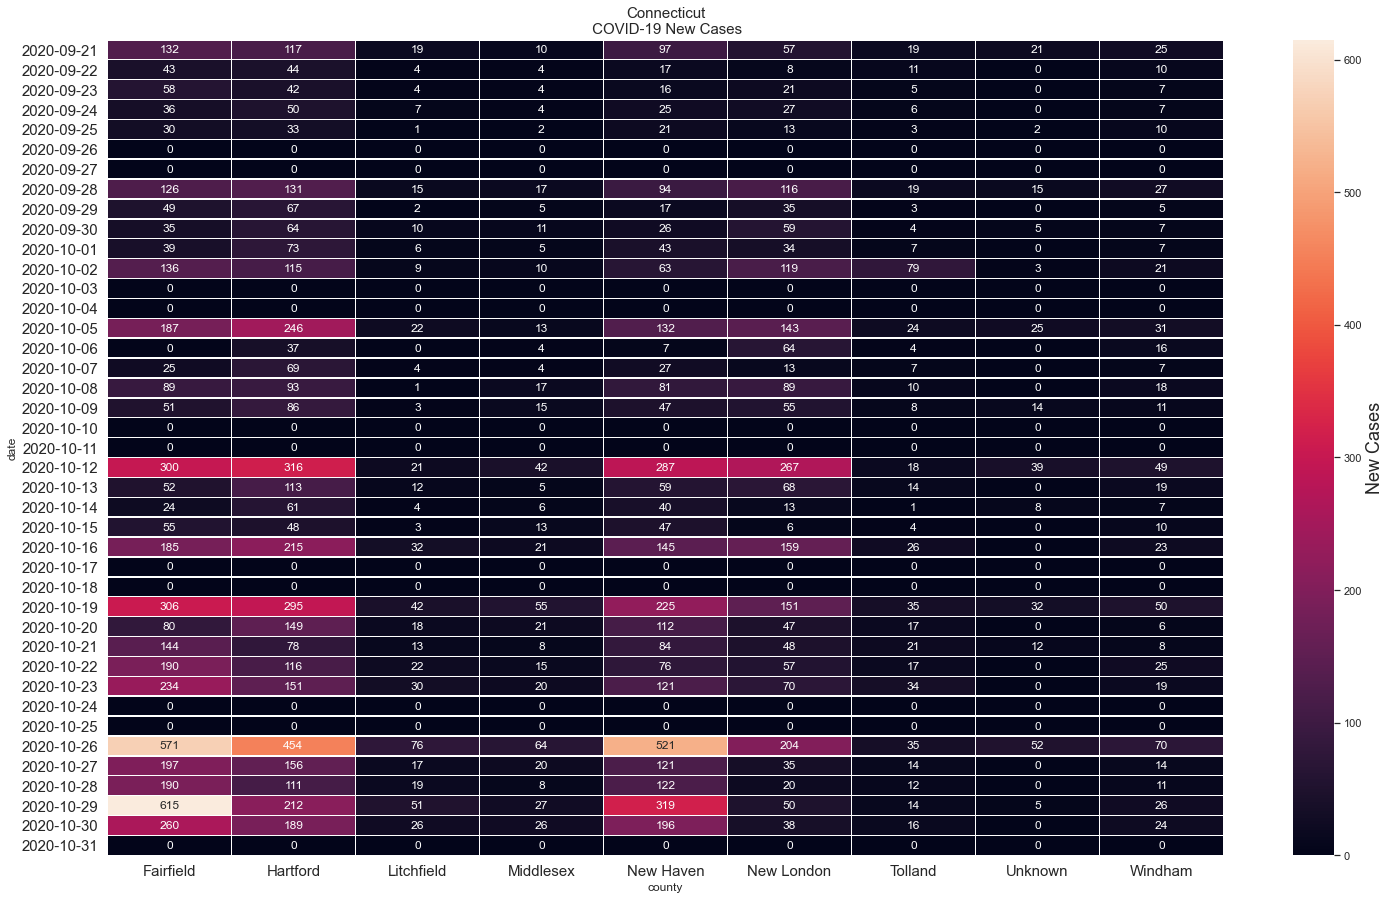 Connecticut
COVID-19 New Cases
2020-09-21 132 117 19 10 97 57 19 21 25
2020-09-22 43 44 4 4 17 8 11 0 10
2020-09-23 58 42 4 4 16 21 5 0 7
2020-09-24 36 50 7 4 25 27 6 0 7
2020-09-25 30 33 1 2 21 13 3 2 10
2020-09-26 0 0 0 0 0 0 0 0 0
2020-09-27 0 0 0 0 0 0 0 0 0
2020-09-28 126 131 15 17 94 116 19 15 27
2020-09-29 49 67 2 5 17 35 3 0 5
2020-09-30 35 64 10 11 26 59 4 5 7
2020-10-01 39 73 6 5 43 34 7 0 7
2020-10-02 136 115 9 10 63 119 79 3 21
2020-10-03 0 0 0 0 0 0 0 0 0
2020-10-04 0 0 0 0 0 0 0 0 0
2020-10-05 187 246 22 13 132 143 24 25 31
2020-10-06 0 37 0 4 7 64 4 0 16
2020-10-07 25 69 4 4 27 13 7 0 7
2020-10-08 89 93 1 17 81 89 10 0 18
2020-10-09 51 86 3 15 47 55 8 14 11
2020-10-10 0 0 0 0 0 0 0 0 0
2020-10-11 0 0 0 0 0 0 0 0 0
2020-10-12 300 316 21 42 287 267 18 39 49
2020-10-13 52 113 12 5 59 68 14 0 19
2020-10-14 24 61 4 6 40 13 1 8 7
2020-10-15 55 48 3 13 47 6 4 0 10
2020-10-16 185 215 32 21 145 159 26 0 23
2020-10-17 0 0 0 0 0 0 0 0 0
2020-10-18 0 0 0 0 0 0 0 0 0
2020-10-19 306 295 42 55 225 151 35 32 50
2020-10-20 80 149 18 21 112 47 17 0 6
2020-10-21 144 78 13 8 84 48 21 12 8
2020-10-22 190 116 22 15 76 57 17 0 25
2020-10-23 234 151 30 20 121 70 34 0 19
2020-10-24 0 0 0 0 0 0 0 0 0
2020-10-25 0 0 0 0 0 0 0 0 0
2020-10-26 571 454 76 64 521 204 35 52 70
2020-10-27 197 156 17 20 121 35 14 0 14
2020-10-28 190 111 19 8 122 20 12 0 11
2020-10-29 615 212 51 27 319 50 14 5 26
2020-10-30 260 189 26 26 196 38 16 0 24
2020-10-31 0 0 0 0 0 0 0 0 0
Fairfield Hartford Litchfield Middlesex New Haven New London Tolland Unknown Windham
county
date
600
500
400
300
200
100
0
New Cases